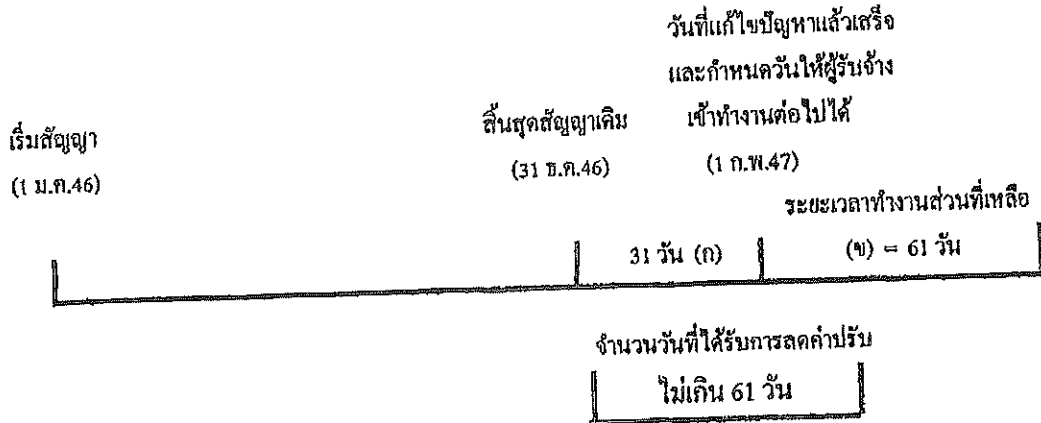 วันที่แก้ไขปัญหาแล้วเสร็จ
และกำหนดวันให้ผู้รับจ้าง
เริ่มสัญญา
สิ้นสุดสัญญาเดิม
เข้าทำงานต่อไปได้
(1 ม.ค.46)
(31 ธ.ค.46)
(1 ก.พ.47)
ระยะเวลาทำงานส่วนที่เหลือ
31 วัน (ก)
(ข) = 61 วัน
จำนวนวันที่ได้รับการลดค่าปรับ
ไม่เกิน 61 วัน